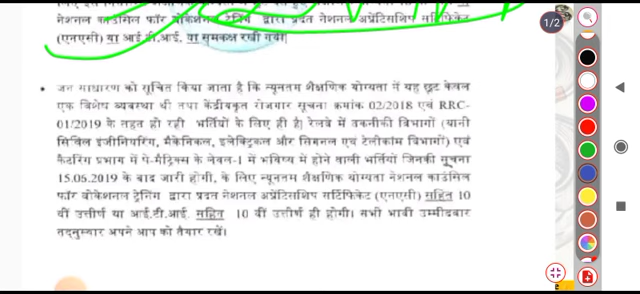 नेशनल काउंसिल फॉर वोकेशनल ट्रेनिंग द्वारा प्रदत नेशनल अप्रेंटिसशिप सर्टिफिकेट
(एनएसी) या आई.टी.आई. या समकक्ष रखी गयी।
1/2
• जन साधारण को सूचित किया जाता है कि न्यूनतम शैक्षणिक योग्यता में यह छूट केवल
एक विशेष व्यवस्था थी तथा केंद्रीयकृत रोजगार सूचना क्रमांक 02/2018 एवं RRC-
01/2019 के तहत हो रही भर्तियों के लिए ही है। रेलवे में तकनीकी विभागों (यानी
सिविल इंजीनियरिंग, मैकेनिकल, इलेक्ट्रिकल और सिगनल एवं टेलीकॉम विभागों) एवं
कैटरिंग प्रभाग में पे-मैट्रिक्स के लेवल-1 में भविष्य में होने वाली भर्तियों जिनकी सूचना
15.06.2019 के बाद जारी होगी, के लिए न्यूनतम शैक्षणिक योग्यता नेशनल काउंसिल
फॉर वोकेशनल ट्रेनिंग द्वारा प्रदत नेशनल अप्रेंटिसशिप सर्टिफिकेट (एनएसी) सहित 10
वीं उत्तीर्ण या आई.टी.आई. सहित 10 वीं उत्तीर्ण ही होगी। सभी भावी उम्मीदवार
तद्नुसार अपने आप को तैयार रखें।